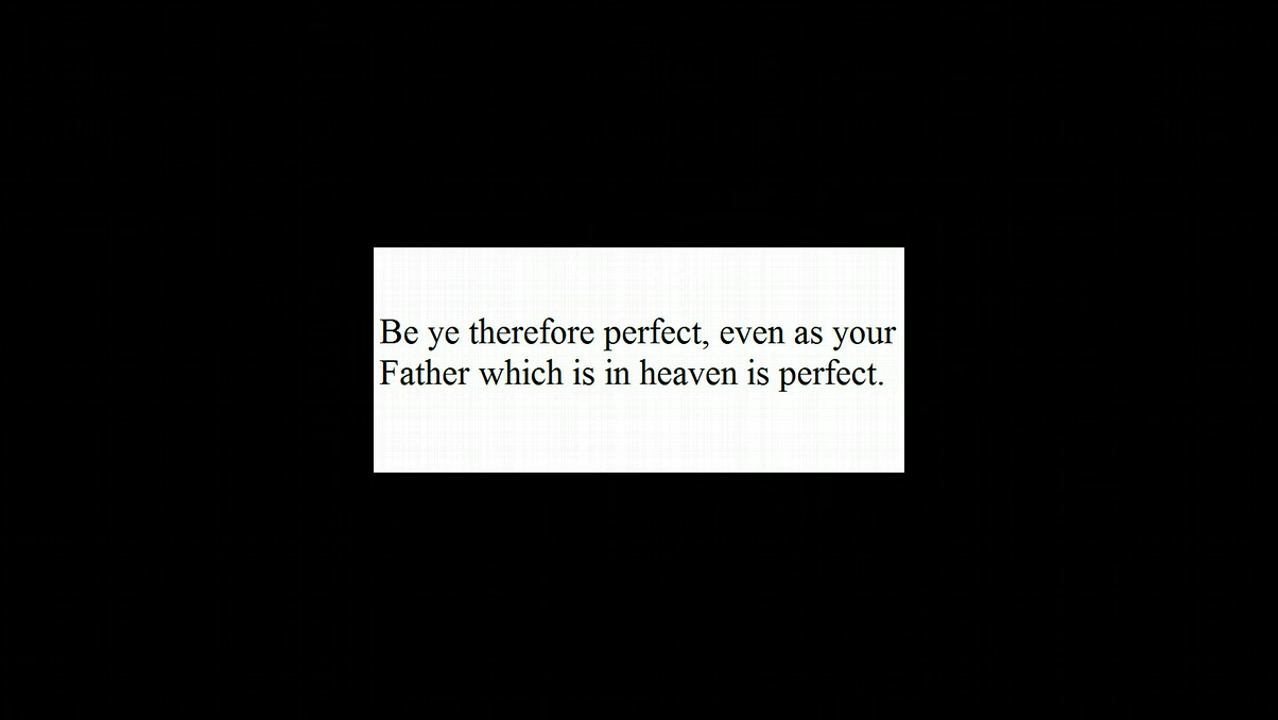 Be ye therefore perfect, even as your
Father which is in heaven is perfect.